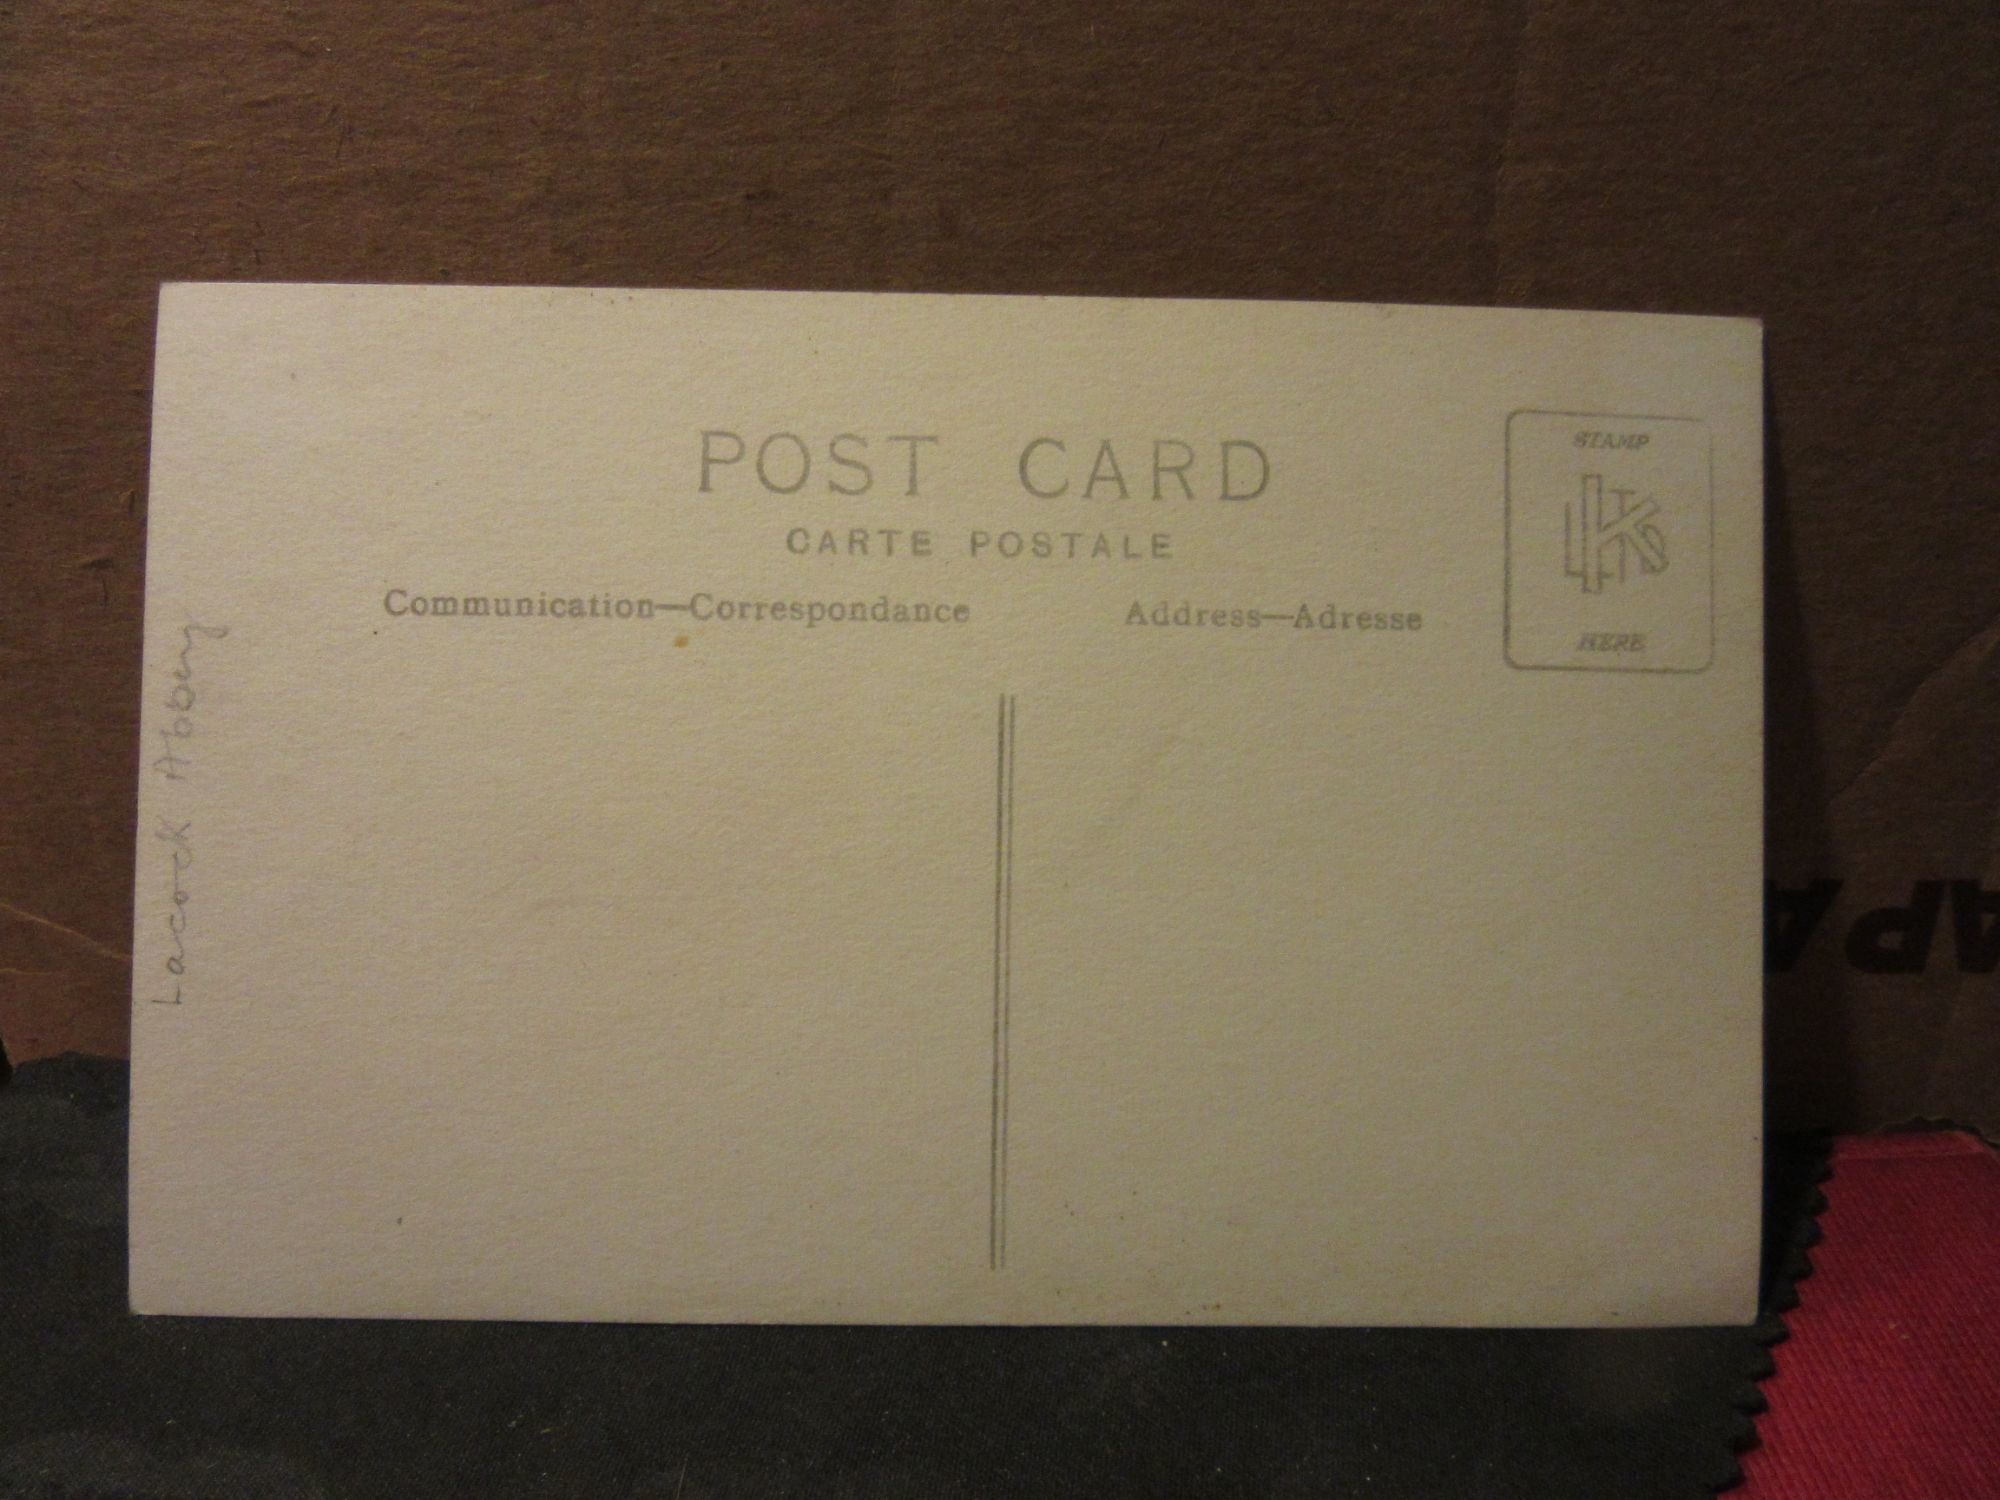 POST CARD
CARTE POSTALE
Communication—Correspondance
Address—Adresse
STAMP
HERE
Lacock Abbey